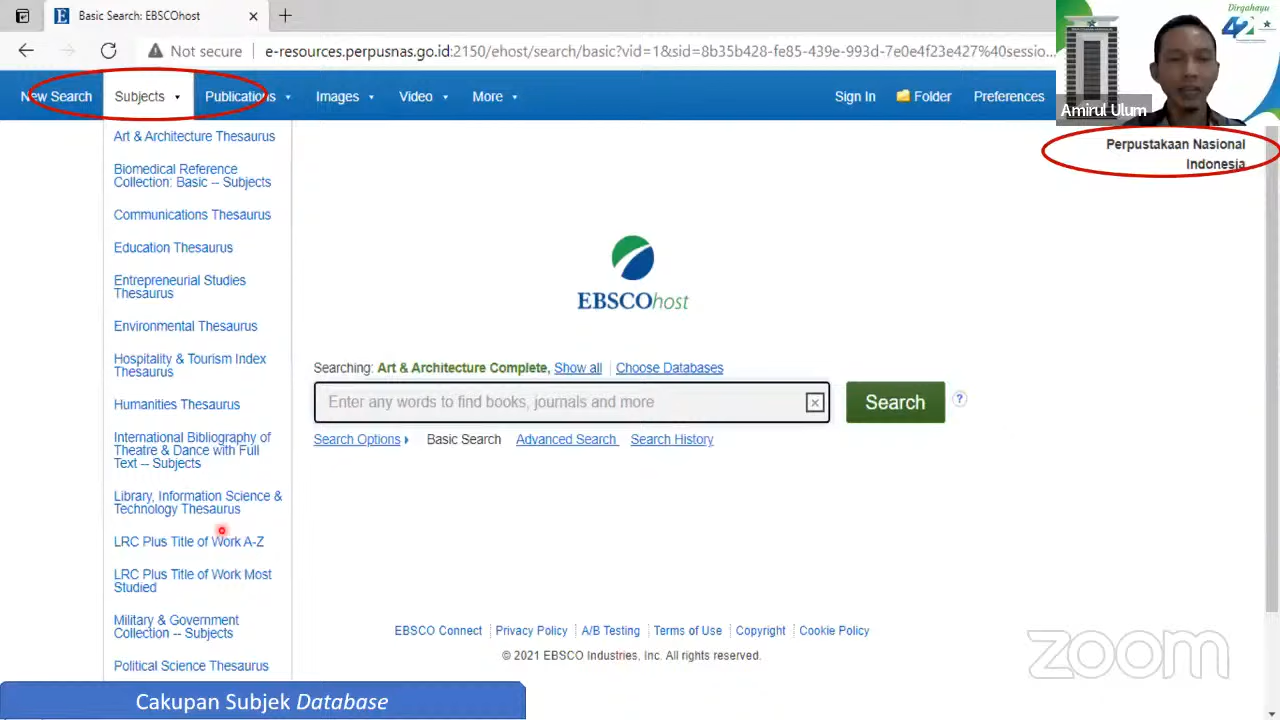 Basic Search: EBSCOhost
Not secure
e-resources.perpusnas.go.id:2150/ehost/search/basic?vid=1&sid=8b35b428-fe85-439e-993d-7e0e4f23e427%40sessio...
Dirgahayu
42
New Search
Subjects
Publications
Images
Video
More
Sign In
Folder
Preferences
Amirul Ulum
Perpustakaan Nasional
Indonesia
Art & Architecture Thesaurus
Biomedical Reference
Collection: Basic -- Subjects
Communications Thesaurus
Education Thesaurus
Entrepreneurial Studies
Thesaurus
Environmental Thesaurus
Hospitality & Tourism Index
Thesaurus
Humanities Thesaurus
International Bibliography of
Theatre & Dance with Full
Text -- Subjects
Library, Information Science &
Technology Thesaurus
LRC Plus Title of Work A-Z
LRC Plus Title of Work Most
Studied
Military & Government
Collection -- Subjects
Political Science Thesaurus
EBSCOhost
Searching: Art & Architecture Complete, Show all Choose Databases
Enter any words to find books, journals and more
Search
?
Search Options Basic Search Advanced Search Search History
EBSCO Connect Privacy Policy A/B Testing Terms of Use Copyright Cookie Policy
© 2021 EBSCO Industries, Inc. All rights reserved.
zoom
Cakupan Subjek Database